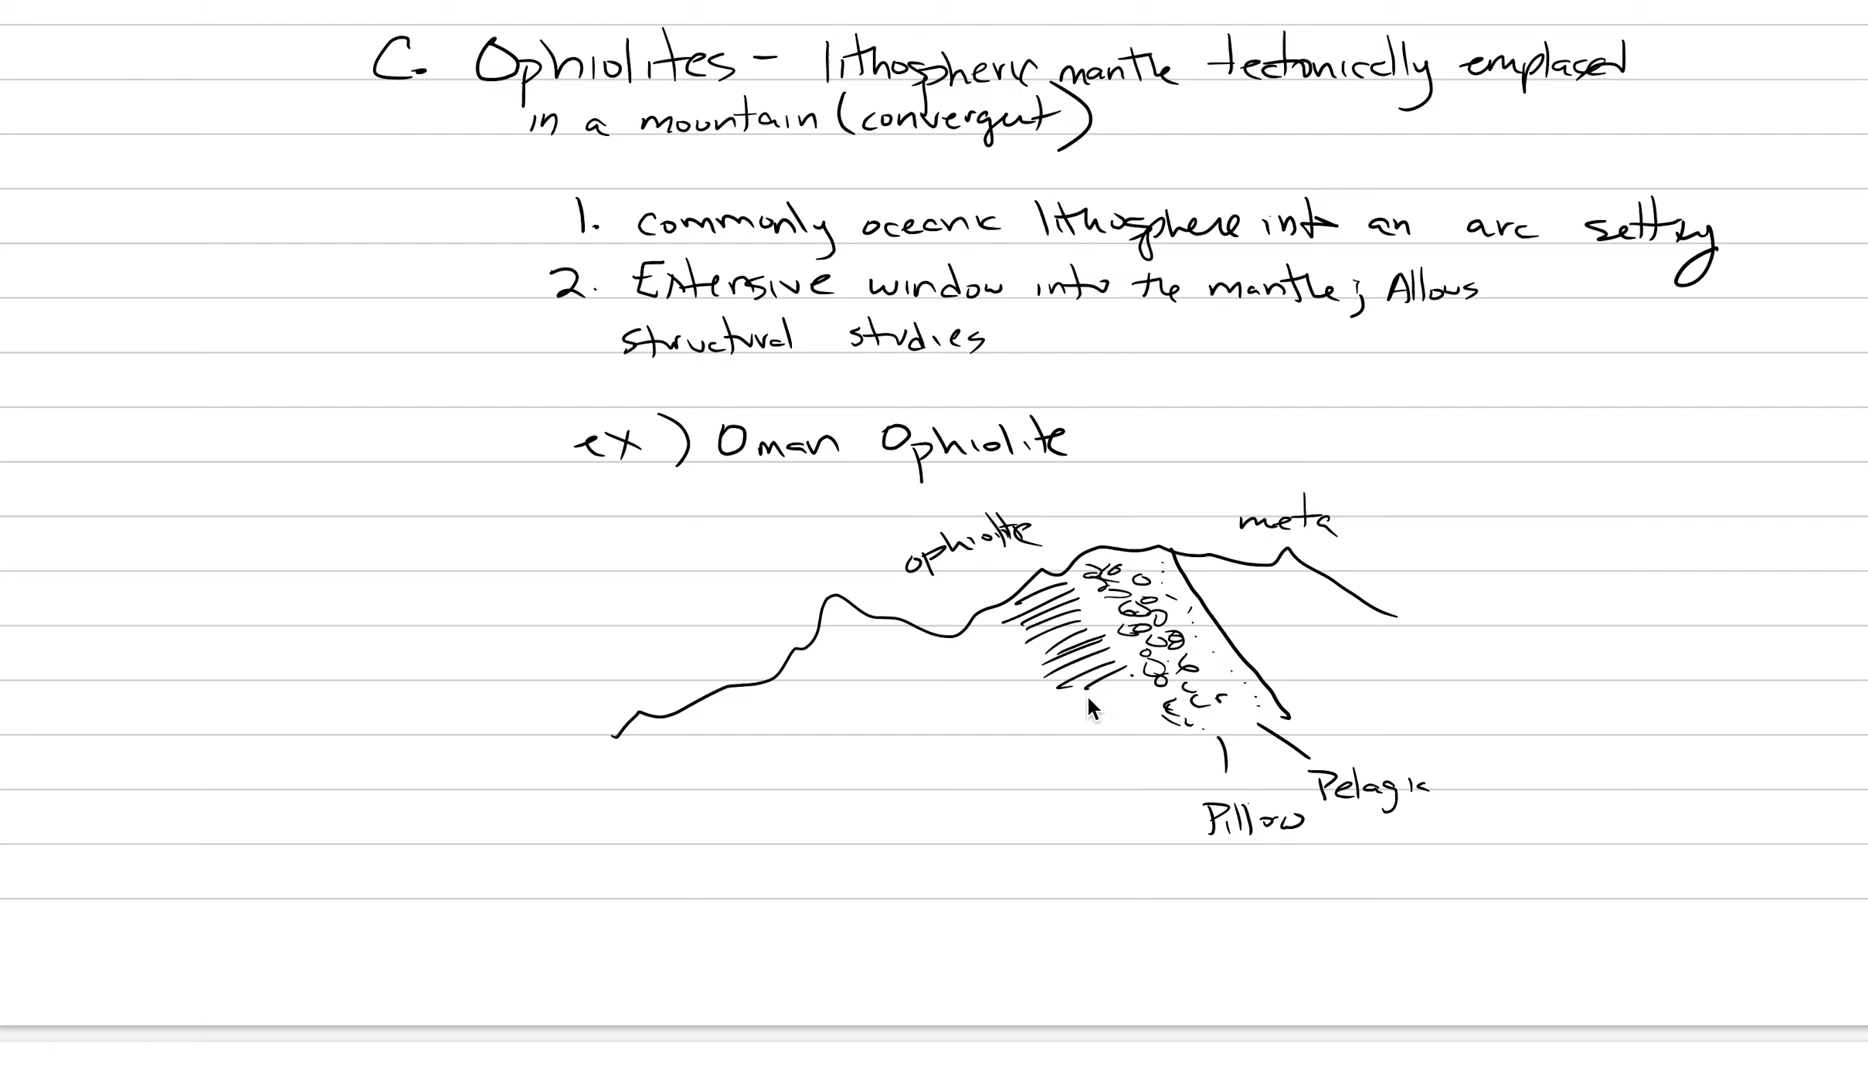 C. Ophiolites - lithospheric mantle tectonically emplaced
in a mountain (convergent)
1. commonly oceanic lithosphere into an arc setting
2. Extensive window into the mantle; Allows
structural studies
ex) Oman Ophiolite
ophiolite
meta
Pelagic
Pillow